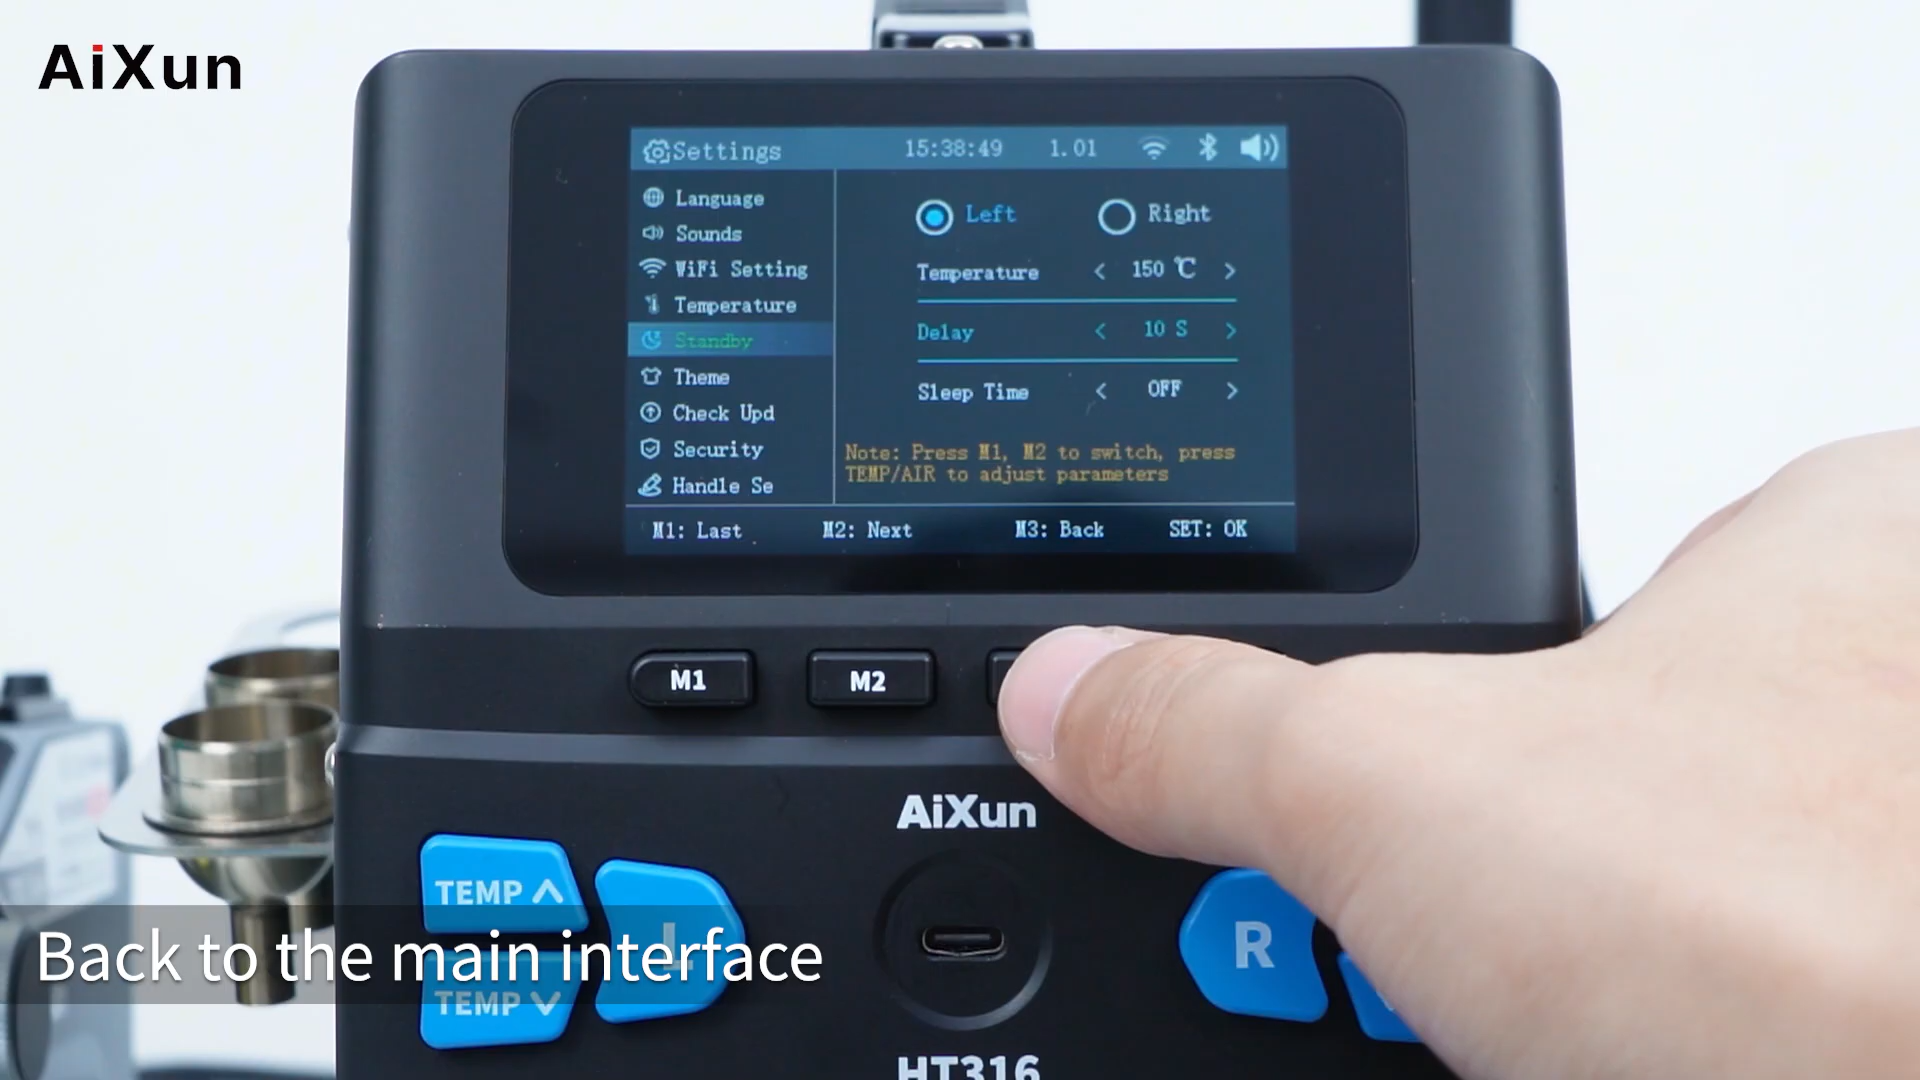 AiXun
Settings 15:38:49 1.01
Language
Sounds
WiFi Setting
Temperature
Standby
Theme
Check Upd
Security
Handle Se
Left Right
Temperature < 150 ℃ >
Delay < 10 S >
Sleep Time < OFF >
Note: Press M1, M2 to switch, press
TEMP/AIR to adjust parameters
M1: Last M2: Next M3: Back SET: OK
M1 M2
AiXun
TEMP
L
R
TEMP
Back to the main interface
HT316